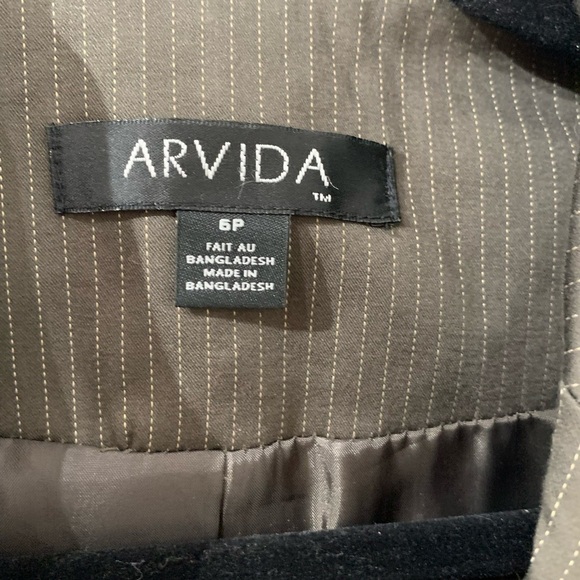 ARVIDA
TM
6P
FAIT AU
BANGLADESH
MADE IN
BANGLADESH